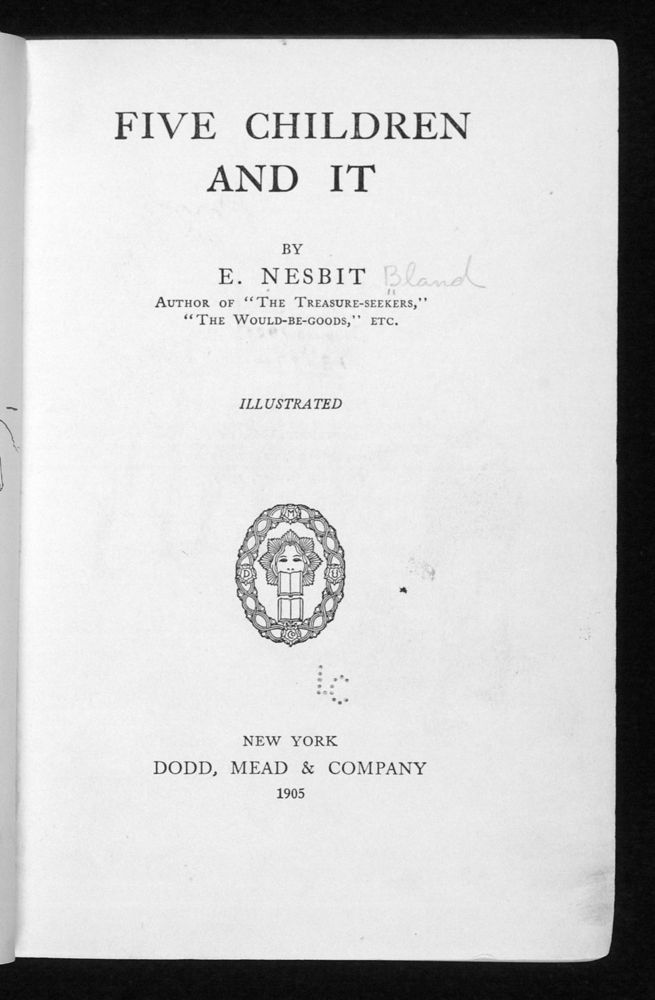 FIVE CHILDREN
AND IT
BY
E. NESBIT Bland
AUTHOR OF "THE TREASURE-SEEKERS,"
"THE WOULD-BE-GOODS," ETC.
ILLUSTRATED
M
D U
C
LC
NEW YORK
DODD, MEAD & COMPANY
1905